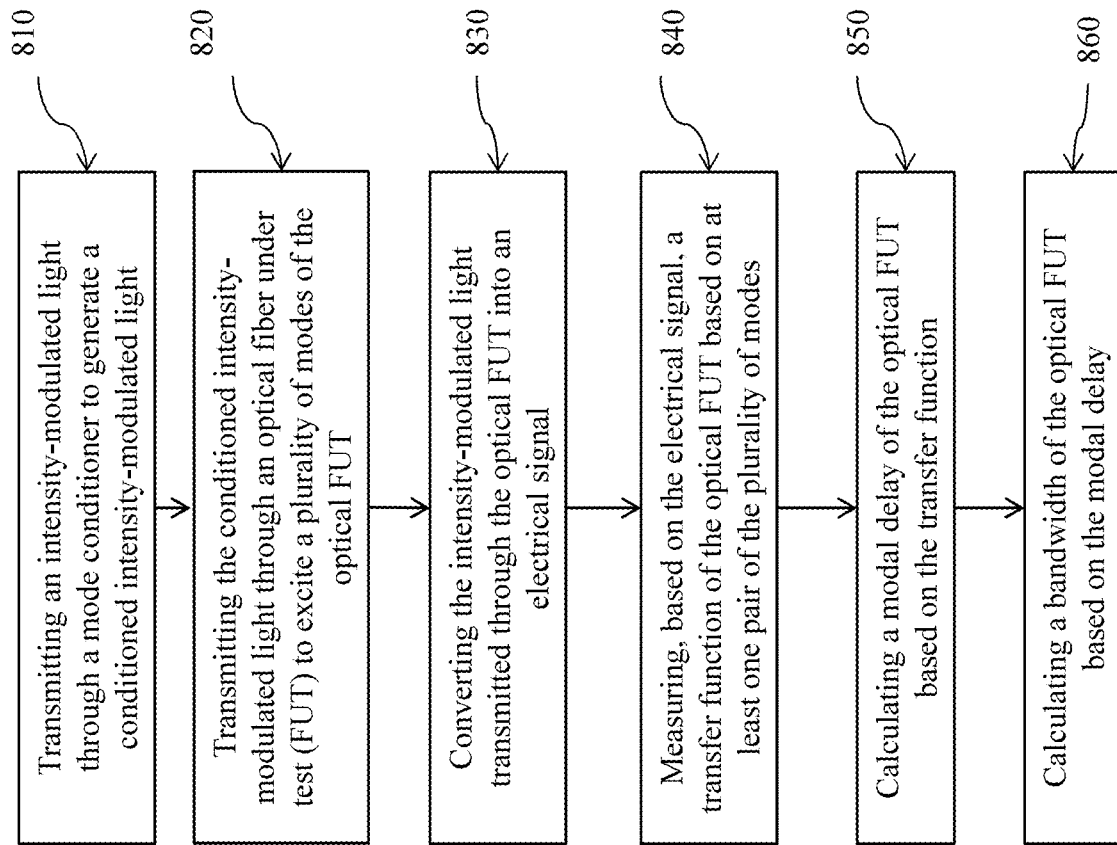 Transmitting an intensity-modulated light
through a mode conditioner to generate a
conditioned intensity-modulated light
810
Transmitting the conditioned intensity-
modulated light through an optical fiber under
test (FUT) to excite a plurality of modes of the
optical FUT
820
Converting the intensity-modulated light
transmitted through the optical FUT into an
electrical signal
830
Measuring, based on the electrical signal, a
transfer function of the optical FUT based on at
least one pair of the plurality of modes
840
Calculating a modal delay of the optical FUT
based on the transfer function
850
Calculating a bandwidth of the optical FUT
based on the modal delay
860